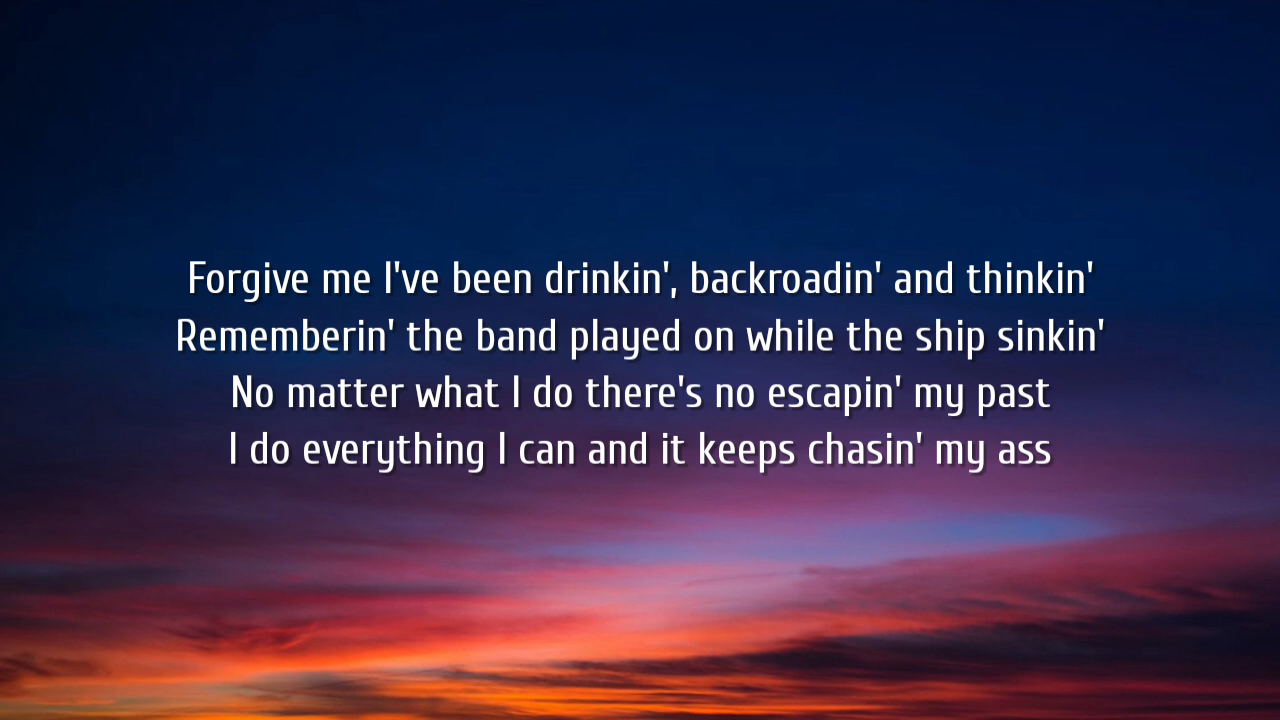 Forgive me I've been drinkin', backroadin' and thinkin'
Rememberin' the band played on while the ship sinkin'
No matter what I do there's no escapin' my past
I do everything I can and it keeps chasin' my ass